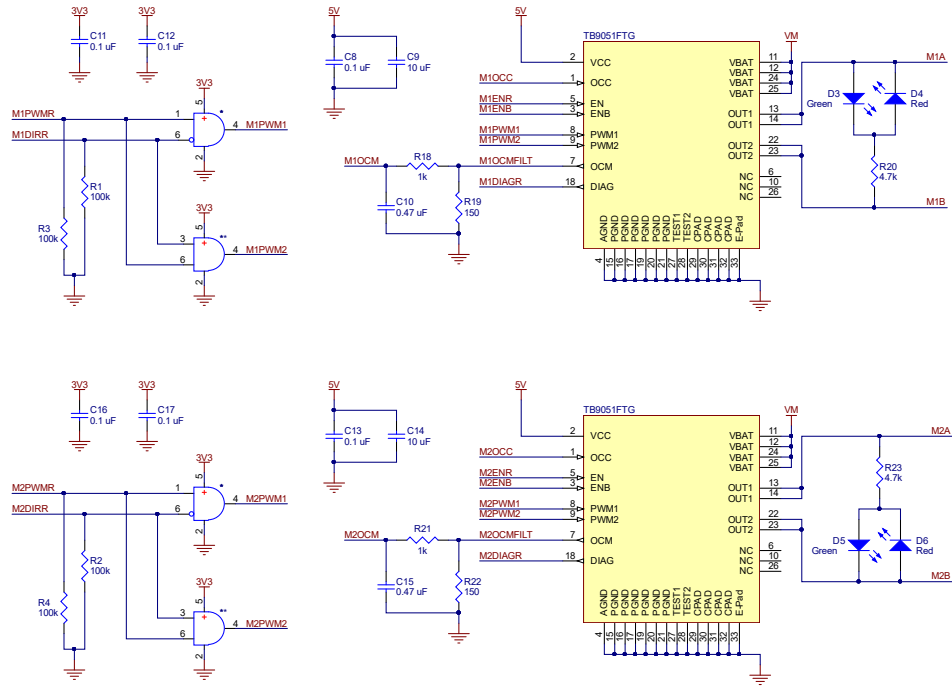 3V3
3V3
C11
0.1 uF
C12
0.1 uF
3V3
5
M1PWMR
1
*
4
M1PWM1
M1DIRR
6
2
R1
100k
R3
100k
5
**
3
4
M1PWM2
6
2
5V
C8
0.1 uF
C9
10 uF
M1OCM
R18
1k
M1OCMFILT
C10
0.47 uF
R19
150
5V
TB9051FTG
2
VCC
M1OCC
1
OCC
M1ENR
5
EN
M1ENB
3
ENB
M1PWM1
8
PWM1
M1PWM2
9
PWM2
7
OCM
M1DIAGR
18
DIAG
VM
VBAT
11
VBAT
12
VBAT
24
VBAT
25
OUT1
13
OUT1
14
OUT2
22
OUT2
23
NC
6
NC
10
NC
26
AGND
PGND
PGND
PGND
PGND
PGND
PGND
TEST1
TEST2
CPAD
CPAD
CPAD
CPAD
E-Pad
4
15
16
17
19
20
21
27
28
29
30
31
32
33
M1A
D3
Green
D4
Red
R20
4.7k
M1B
3V3
3V3
C16
0.1 uF
C17
0.1 uF
3V3
5
M2PWMR
1
*
4
M2PWM1
M2DIRR
6
2
R2
100k
R4
100k
3V3
5
**
3
4
M2PWM2
6
2
5V
C13
0.1 uF
C14
10 uF
M2OCM
R21
1k
M2OCMFILT
C15
0.47 uF
R22
150
5V
TB9051FTG
2
VCC
M2OCC
1
OCC
M2ENR
5
EN
M2ENB
3
ENB
M2PWM1
8
PWM1
M2PWM2
9
PWM2
7
OCM
M2DIAGR
18
DIAG
VM
VBAT
11
VBAT
12
VBAT
24
VBAT
25
OUT1
13
OUT1
14
OUT2
22
OUT2
23
NC
6
NC
10
NC
26
AGND
PGND
PGND
PGND
PGND
PGND
PGND
TEST1
TEST2
CPAD
CPAD
CPAD
CPAD
E-Pad
4
15
16
17
19
20
21
27
28
29
30
31
32
33
M2A
R23
4.7k
D5
Green
D6
Red
M2B